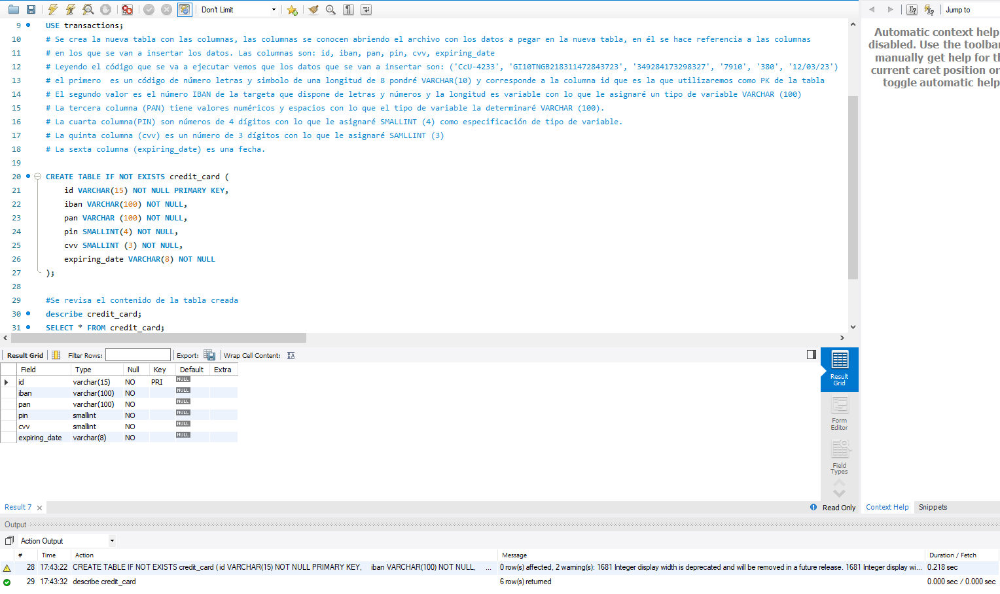 Don't Limit
Jump to
9 USE transactions;
10 # Se crea la nueva tabla con las columnas, las columnas se conocen abriendo el archivo con los datos a pegar en la nueva tabla, en él se hace referencia a las columnas
11 # en los que se van a insertar los datos. Las columnas son: id, iban, pan, pin, cvv, expiring_date
12 # Leyendo el código que se va a ejecutar vemos que los datos que se van a insertar son: ('CcU-4233', 'GI10TNGB218311472843723', '349284173298327', '7910', '380', '12/03/23')
13 # el primero  es un código de número letras y simbolo de una longitud de 8 pondré VARCHAR(10) y corresponde a la columna id que es la que utilizaremos como PK de la tabla
14 # El segundo valor es el número IBAN de la targeta que dispone de letras y números y la longitud es variable con lo que le asignaré un tipo de variable VARCHAR (100)
15 # La tercera columna (PAN) tiene valores numéricos y espacios con lo que el tipo de variable la determinaré VARCHAR (100).
16 # La cuarta columna(PIN) son números de 4 dígitos con lo que le asignaré SMALLINT (4) como especificación de tipo de variable.
17 # La quinta columna (cvv) es un número de 3 dígitos con lo que le asignaré SAMLLINT (3)
18 # La sexta columna (expiring_date) es una fecha.
19
20 CREATE TABLE IF NOT EXISTS credit_card (
21 id VARCHAR(15) NOT NULL PRIMARY KEY,
22 iban VARCHAR(100) NOT NULL,
23 pan VARCHAR (100) NOT NULL,
24 pin SMALLINT(4) NOT NULL,
25 cvv SMALLINT (3) NOT NULL,
26 expiring_date VARCHAR(8) NOT NULL
27 );
28
29 #Se revisa el contenido de la tabla creada
30 describe credit_card;
31 SELECT * FROM credit_card;
Automatic context help
disabled. Use the toolbar
manually get help for th
current caret position or
toggle automatic help
Result Grid Filter Rows: Export: Wrap Cell Content:
Field Type Null Key Default Extra
id varchar(15) NO PRI NULL
iban varchar(100) NO NULL
pan varchar(100) NO NULL
pin smallint NO NULL
cvv smallint NO NULL
expiring_date varchar(8) NO NULL
Result
Grid
Form
Editor
Field
Types
Result 7 Read Only Context Help Snippets
Output
Action Output
# Time Action Message Duration / Fetch
28 17:43:22 CREATE TABLE IF NOT EXISTS credit_card ( id VARCHAR(15) NOT NULL PRIMARY KEY, iban VARCHAR(100) NOT NULL, ... 0 row(s) affected, 2 warning(s): 1681 Integer display width is deprecated and will be removed in a future release. 1681 Integer display wi... 0.218 sec
29 17:43:32 describe credit_card 6 row(s) returned 0.000 sec / 0.000 sec